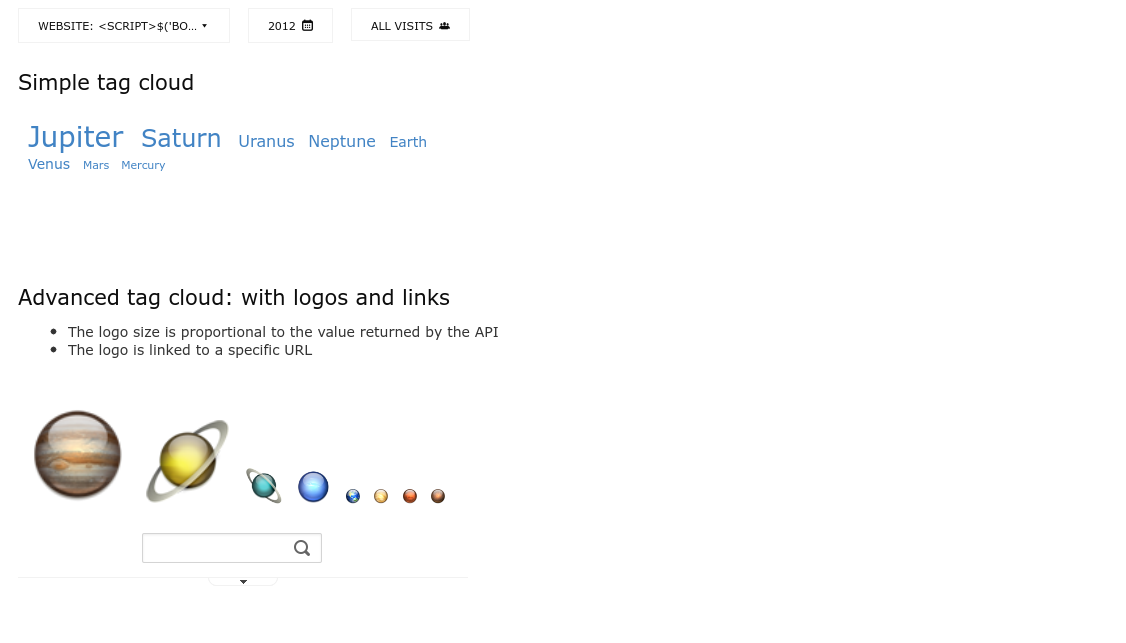 WEBSITE: <SCRIPT>$('BO... 2012 ALL VISITS
Simple tag cloud
Jupiter Saturn Uranus Neptune Earth
Venus Mars Mercury
Advanced tag cloud: with logos and links
The logo size is proportional to the value returned by the API
The logo is linked to a specific URL